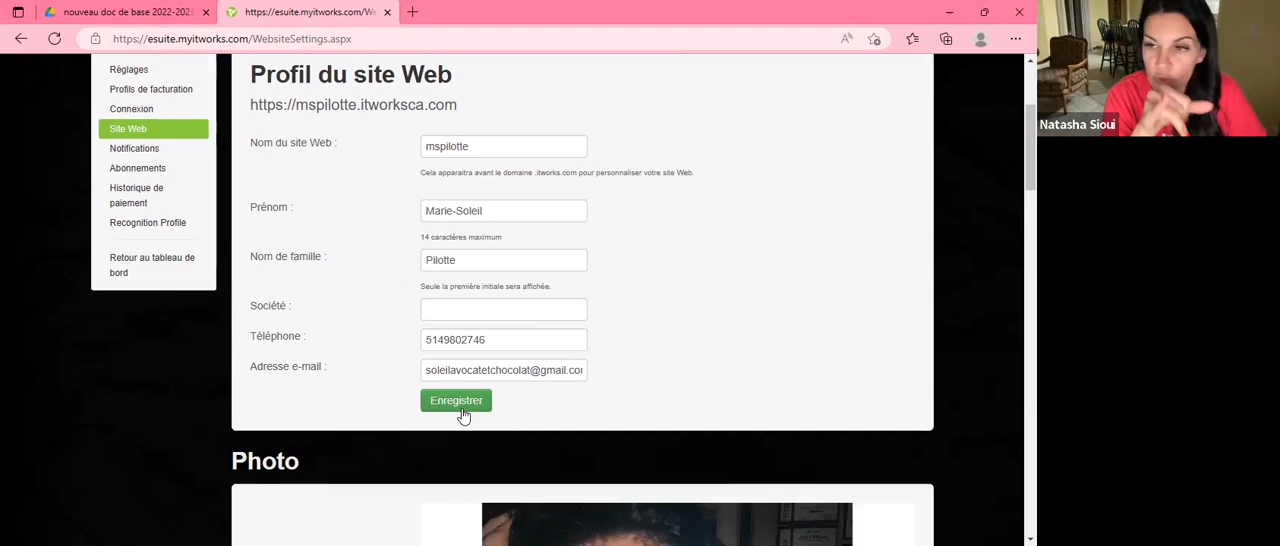 nouveau doc de base 2022-202
https://esuite.myitworks.com/We
https://esuite.myitworks.com/WebsiteSettings.aspx
Réglages
Profils de facturation
Connexion
Site Web
Notifications
Abonnements
Historique de
paiement
Recognition Profile
Retour au tableau de
bord
Profil du site Web
https://mspilotte.itworksca.com
Nom du site Web :
mspilotte
Cela apparaitra avant le domaine .itworks.com pour personnaliser votre site Web.
Prénom :
Marie-Soleil
14 caractères maximum
Nom de famille :
Pilotte
Seule la première initiale sera affichée.
Société :
Téléphone :
5149802746
Adresse e-mail :
soleilavocatetchocolat@gmail.co
Enregistrer
Photo
Natasha Sioui